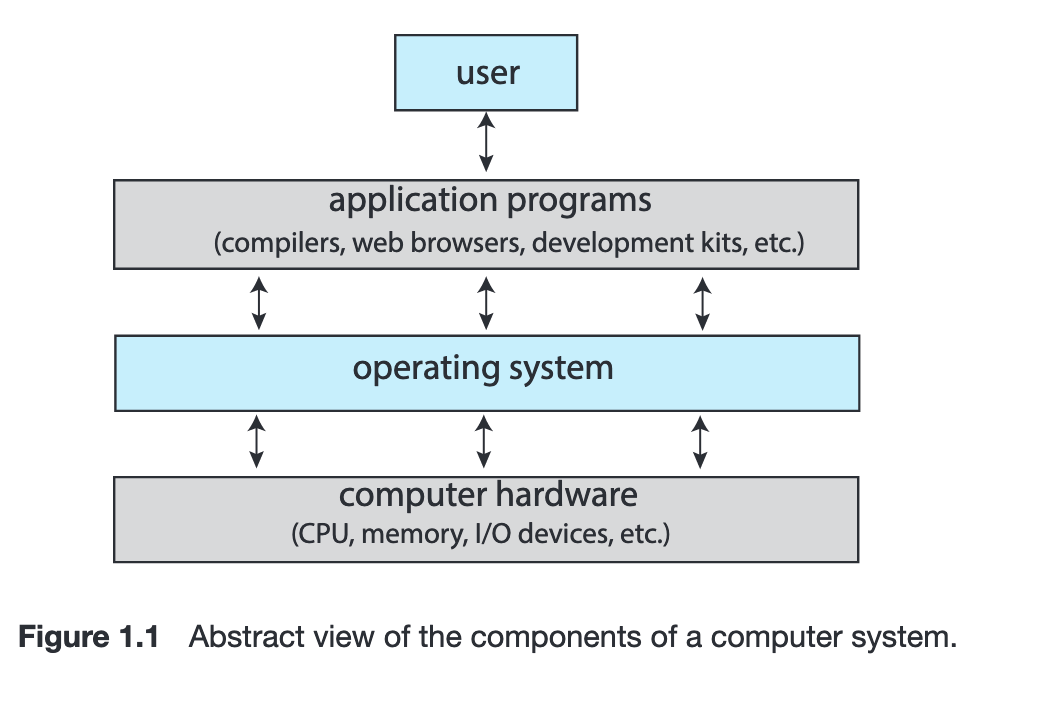 user
application programs
(compilers, web browsers, development kits, etc.)
operating system
computer hardware
(CPU, memory, I/O devices, etc.)
Figure 1.1 Abstract view of the components of a computer system.